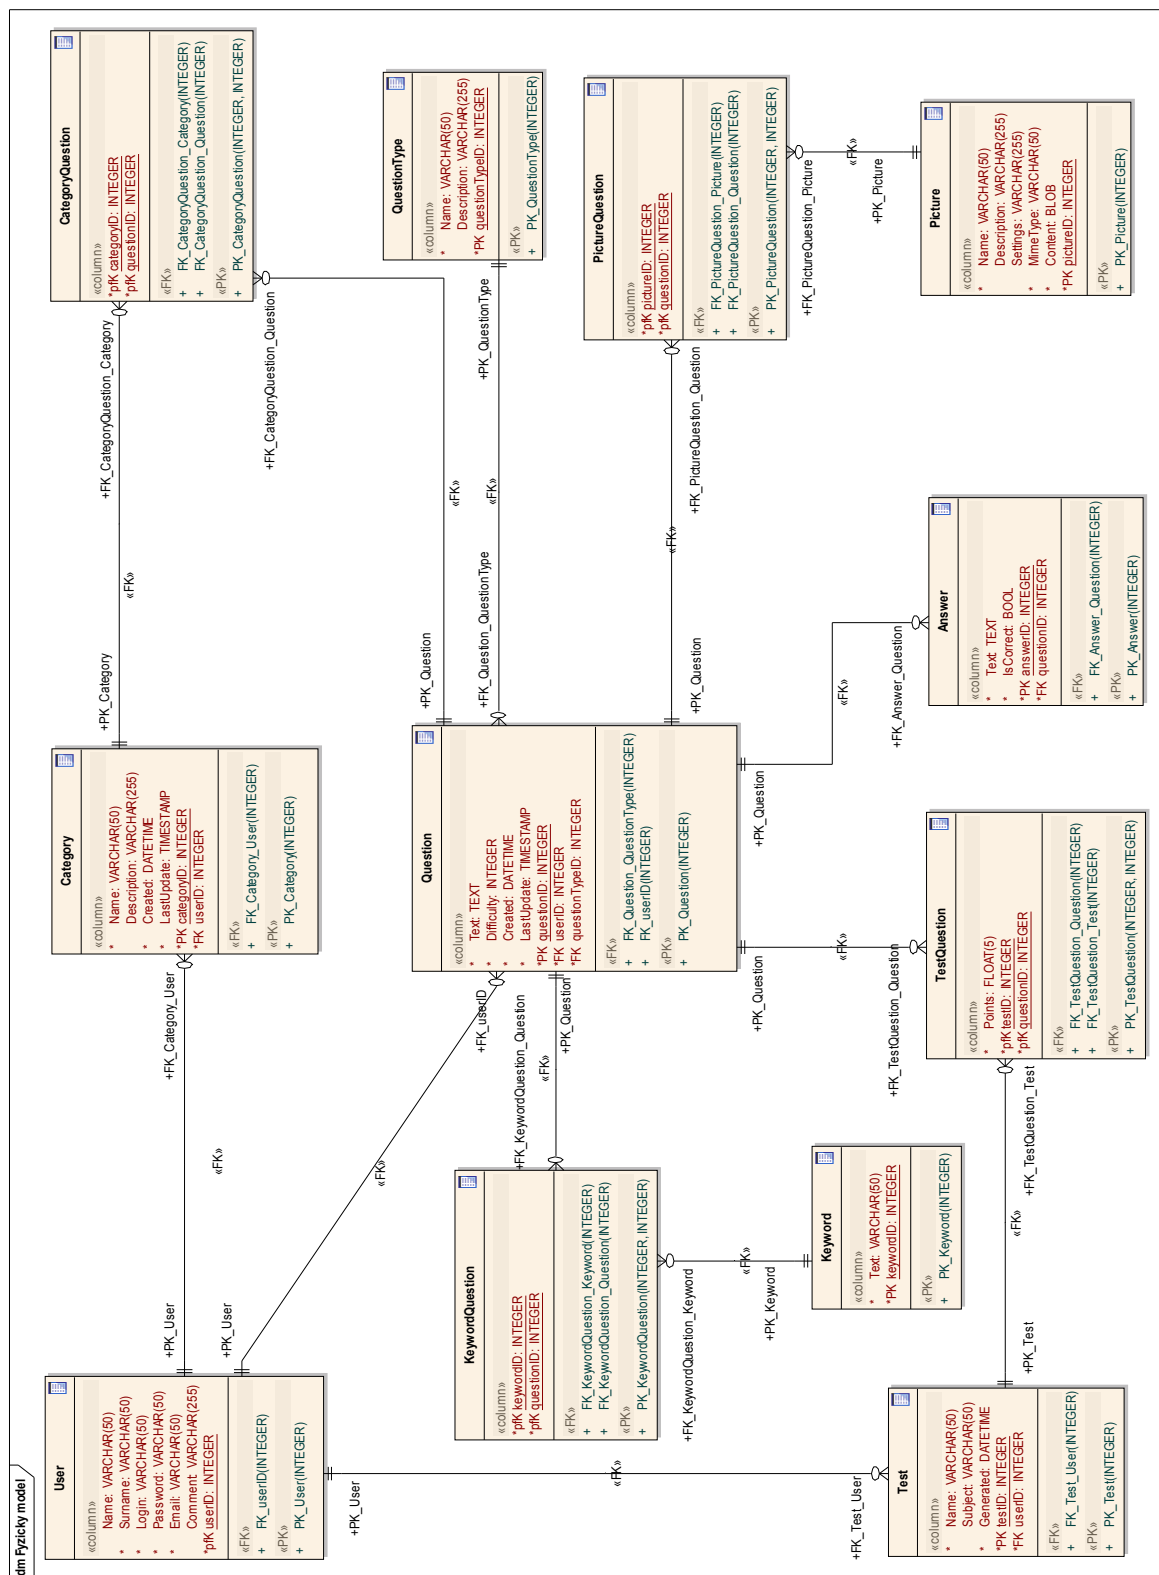 dm Fyzicky model
User
«column»
Name: VARCHAR(50)
* Surname: VARCHAR(50)
* Login: VARCHAR(50)
* Password: VARCHAR(50)
* Email: VARCHAR(50)
Comment: VARCHAR(255)
*pfK userID: INTEGER
«FK»
+ FK_userID(INTEGER)
«PK»
+ PK_User(INTEGER)
+PK_User
«FK»
+FK_Category_User
Category
«column»
* Name: VARCHAR(50)
Description: VARCHAR(255)
* Created: DATETIME
* LastUpdate: TIMESTAMP
*PK categoryID: INTEGER
*FK userID: INTEGER
«FK»
+ FK_Category_User(INTEGER)
«PK»
+ PK_Category(INTEGER)
+PK_Category
«FK»
+FK_CategoryQuestion_Category
CategoryQuestion
«column»
*pfK categoryID: INTEGER
*pfK questionID: INTEGER
«FK»
+ FK_CategoryQuestion_Category(INTEGER)
+ FK_CategoryQuestion_Question(INTEGER)
«PK»
+ PK_CategoryQuestion(INTEGER, INTEGER)
+FK_CategoryQuestion_Question
«FK»
+PK_Question
+PK_User
«FK»
+FK_userID
Question
«column»
* Text: TEXT
* Difficulty: INTEGER
* Created: DATETIME
* LastUpdate: TIMESTAMP
*PK questionID: INTEGER
*FK userID: INTEGER
*FK questionTypeID: INTEGER
«FK»
+ FK_Question_QuestionType(INTEGER)
+ FK_userID(INTEGER)
«PK»
+ PK_Question(INTEGER)
+FK_Question_QuestionType
«FK»
+PK_QuestionType
QuestionType
«column»
* Name: VARCHAR(50)
Description: VARCHAR(255)
*PK questionTypeID: INTEGER
«PK»
+ PK_QuestionType(INTEGER)
KeywordQuestion
«column»
*pfK keywordID: INTEGER
*pfK questionID: INTEGER
«FK»
+ FK_KeywordQuestion_Keyword(INTEGER)
+ FK_KeywordQuestion_Question(INTEGER)
«PK»
+ PK_KeywordQuestion(INTEGER, INTEGER)
+FK_KeywordQuestion_Question
«FK»
+PK_Question
+PK_Question
«FK»
+FK_PictureQuestion_Question
PictureQuestion
«column»
*pfK pictureID: INTEGER
*pfK questionID: INTEGER
«FK»
+ FK_PictureQuestion_Picture(INTEGER)
+ FK_PictureQuestion_Question(INTEGER)
«PK»
+ PK_PictureQuestion(INTEGER, INTEGER)
+FK_KeywordQuestion_Keyword
«FK»
+PK_Keyword
Keyword
«column»
* Text: VARCHAR(50)
*PK keywordID: INTEGER
«PK»
+ PK_Keyword(INTEGER)
+PK_User
«FK»
+FK_Test_User
+PK_Question
«FK»
+FK_TestQuestion_Question
+PK_Question
«FK»
+FK_Answer_Question
+FK_PictureQuestion_Picture
«FK»
+PK_Picture
Test
«column»
* Name: VARCHAR(50)
Subject: VARCHAR(50)
* Generated: DATETIME
*PK testID: INTEGER
*FK userID: INTEGER
«FK»
+ FK_Test_User(INTEGER)
«PK»
+ PK_Test(INTEGER)
+PK_Test
«FK»
+FK_TestQuestion_Test
TestQuestion
«column»
* Points: FLOAT(5)
*pfK testID: INTEGER
*pfK questionID: INTEGER
«FK»
+ FK_TestQuestion_Question(INTEGER)
+ FK_TestQuestion_Test(INTEGER)
«PK»
+ PK_TestQuestion(INTEGER, INTEGER)
Answer
«column»
* Text: TEXT
* IsCorrect: BOOL
*PK answerID: INTEGER
*FK questionID: INTEGER
«FK»
+ FK_Answer_Question(INTEGER)
«PK»
+ PK_Answer(INTEGER)
Picture
«column»
* Name: VARCHAR(50)
Description: VARCHAR(255)
Settings: VARCHAR(255)
* MimeType: VARCHAR(50)
* Content: BLOB
*PK pictureID: INTEGER
«PK»
+ PK_Picture(INTEGER)